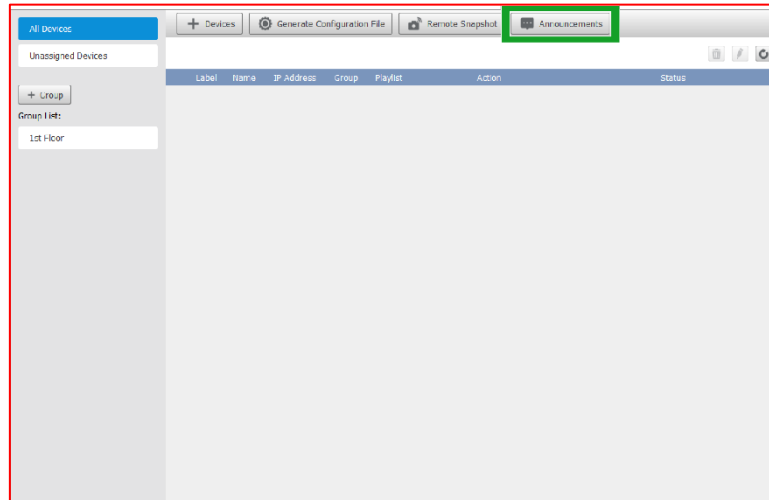 All Devices
Unassigned Devices
+ Group
Group List:
1st Floor
+ Devices
Generate Configuration File
Remote Snapshot
Announcements
Label Name IP Address Group Playlist Action Status